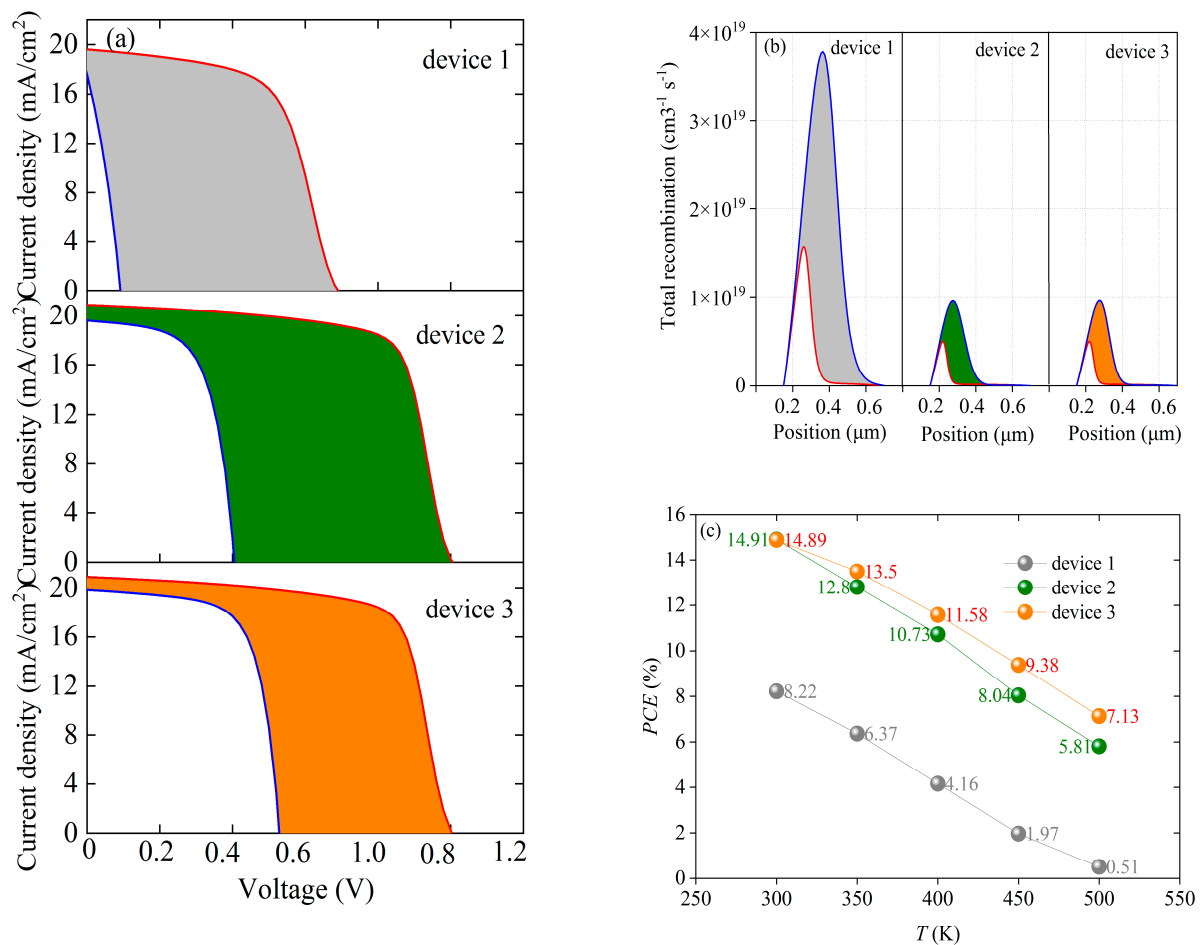 (a)
device 1
Current density (mA/cm²)
20
16
12
8
4
0
device 2
Current density (mA/cm²)
20
16
12
8
4
0
device 3
Current density (mA/cm²)
20
16
12
8
4
0
0 0.2 0.4 0.6 1.0 0.8 1.2
Voltage (V)
(b)
device 1 device 2 device 3
Total recombination (cm3⁻¹ s⁻¹)
4×10¹⁹
3×10¹⁹
2×10¹⁹
1×10¹⁹
0
0.2 0.4 0.6 0.2 0.4 0.6 0.2 0.4 0.6
Position (μm) Position (μm) Position (μm)
(c)
PCE (%)
16
14
12
10
8
6
4
2
0
device 1
device 2
device 3
14.91 14.89
12.8 13.5
10.73 11.58
8.04 9.38
5.81 7.13
8.22
6.37
4.16
1.97
0.51
250 300 350 400 450 500 550
T (K)